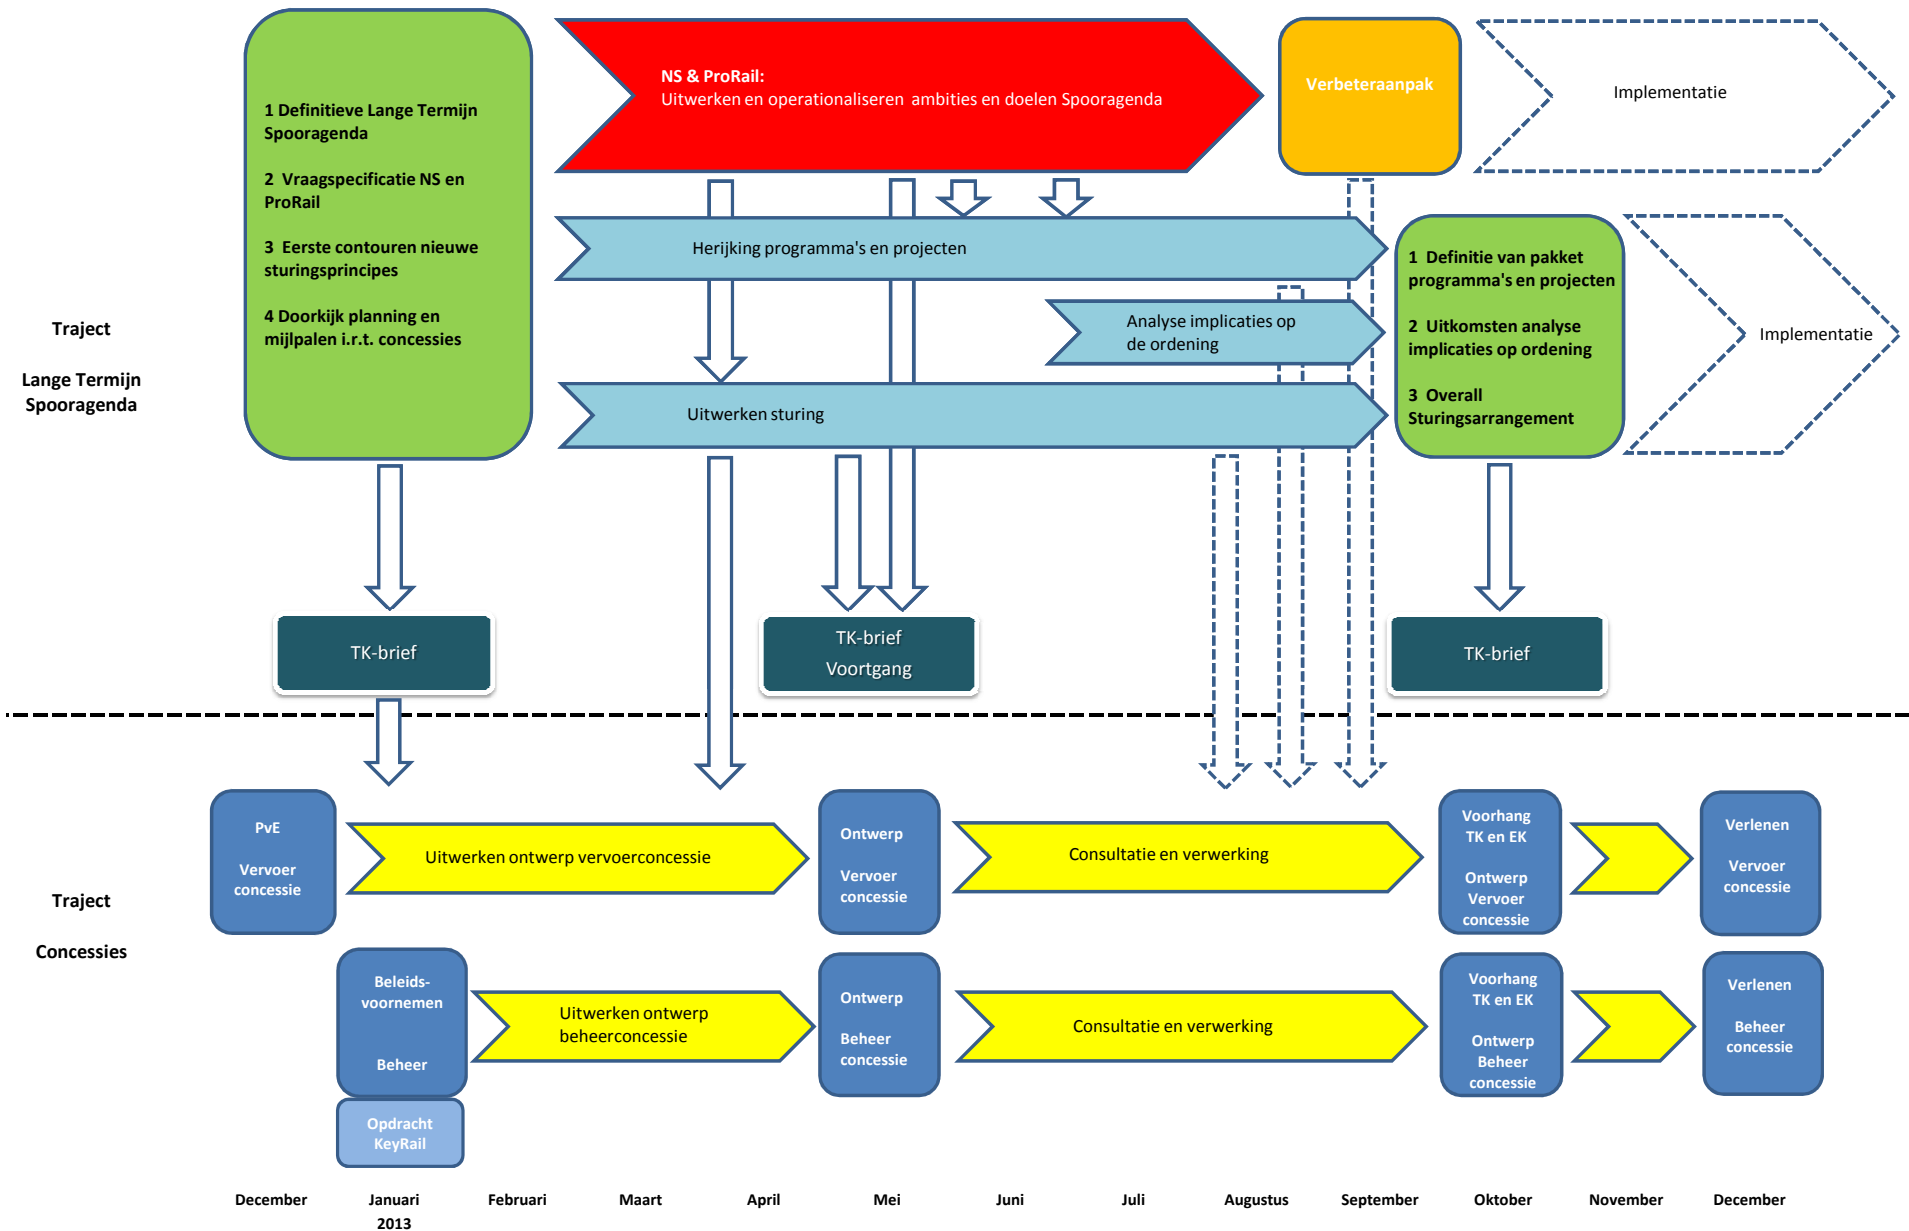 1 Definitieve Lange Termijn
Spooragenda
2 Vraagspecificatie NS en
ProRail
3 Eerste contouren nieuwe
sturingsprincipes
4 Doorkijk planning en
mijlpalen i.r.t. concessies
NS & ProRail:
Uitwerken en operationaliseren ambities en doelen Spooragenda
Verbeteraanpak
Implementatie
Herijking programma's en projecten
Analyse implicaties op
de ordening
Uitwerken sturing
1 Definitie van pakket
programma's en projecten
2 Uitkomsten analyse
implicaties op ordening
3 Overall
Sturingsarrangement
Implementatie
Traject
Lange Termijn
Spooragenda
TK-brief
TK-brief
Voortgang
TK-brief
Traject
Concessies
PvE
Vervoer
concessie
Uitwerken ontwerp vervoerconcessie
Ontwerp
Vervoer
concessie
Consultatie en verwerking
Voorhang
TK en EK
Ontwerp
Vervoer
concessie
Verlenen
Vervoer
concessie
Beleids-
voornemen
Beheer
Opdracht
KeyRail
Uitwerken ontwerp
beheerconcessie
Ontwerp
Beheer
concessie
Consultatie en verwerking
Voorhang
TK en EK
Ontwerp
Beheer
concessie
Verlenen
Beheer
concessie
December
Januari
2013
Februari
Maart
April
Mei
Juni
Juli
Augustus
September
Oktober
November
December